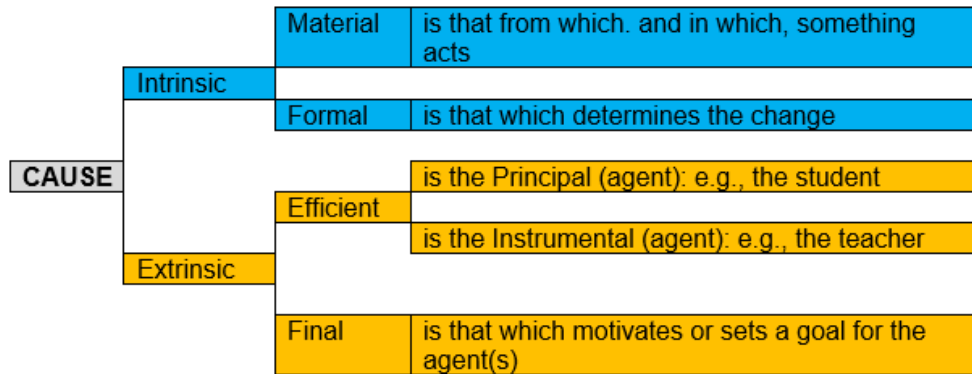 Material
is that from which. and in which, something
acts
Intrinsic
Formal
is that which determines the change
CAUSE
is the Principal (agent): e.g., the student
Efficient
is the Instrumental (agent): e.g., the teacher
Extrinsic
Final
is that which motivates or sets a goal for the
agent(s)